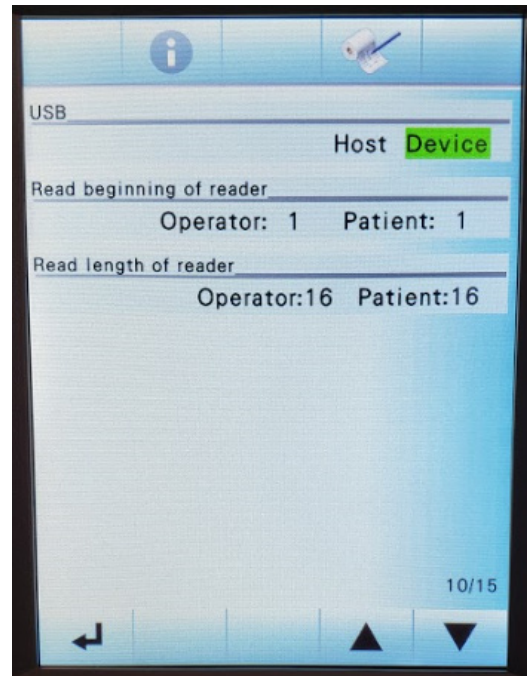 USB
Host Device
Read beginning of reader
Operator: 1 Patient: 1
Read length of reader
Operator:16 Patient:16
10/15